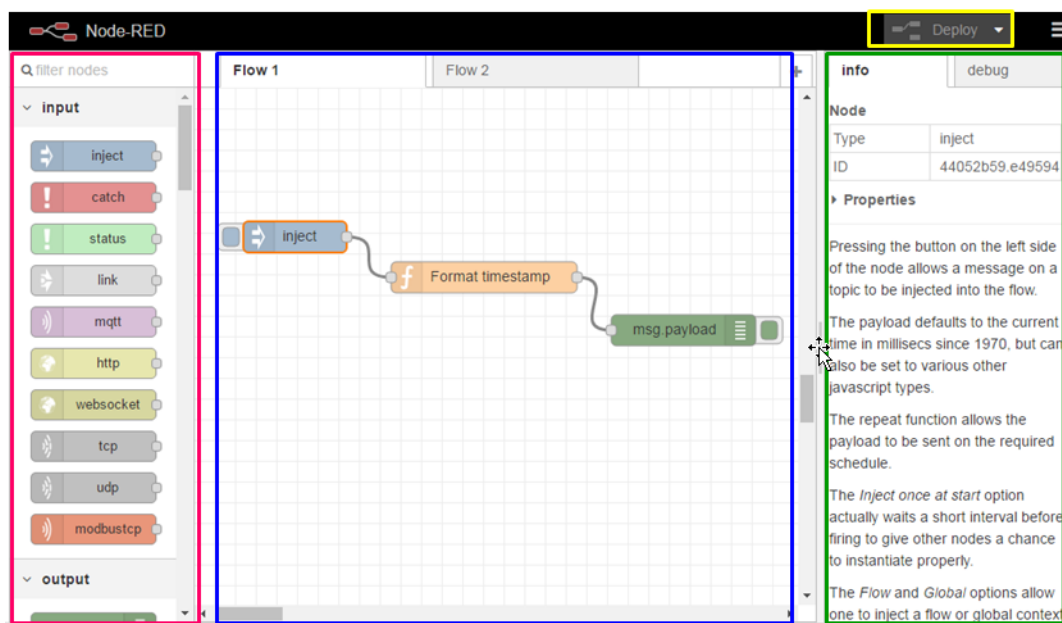 Node-RED
Deploy
filter nodes
input
inject
catch
status
link
mqtt
http
websocket
tcp
udp
modbustcp
output
Flow 1
Flow 2
inject
Format timestamp
msg.payload
info
debug
Node
Type
inject
ID
44052b59.e49594
Properties
Pressing the button on the left side
of the node allows a message on a
topic to be injected into the flow.
The payload defaults to the current
time in millisecs since 1970, but can
also be set to various other
javascript types.
The repeat function allows the
payload to be sent on the required
schedule.
The Inject once at start option
actually waits a short interval before
firing to give other nodes a chance
to instantiate properly.
The Flow and Global options allow
one to inject a flow or global context